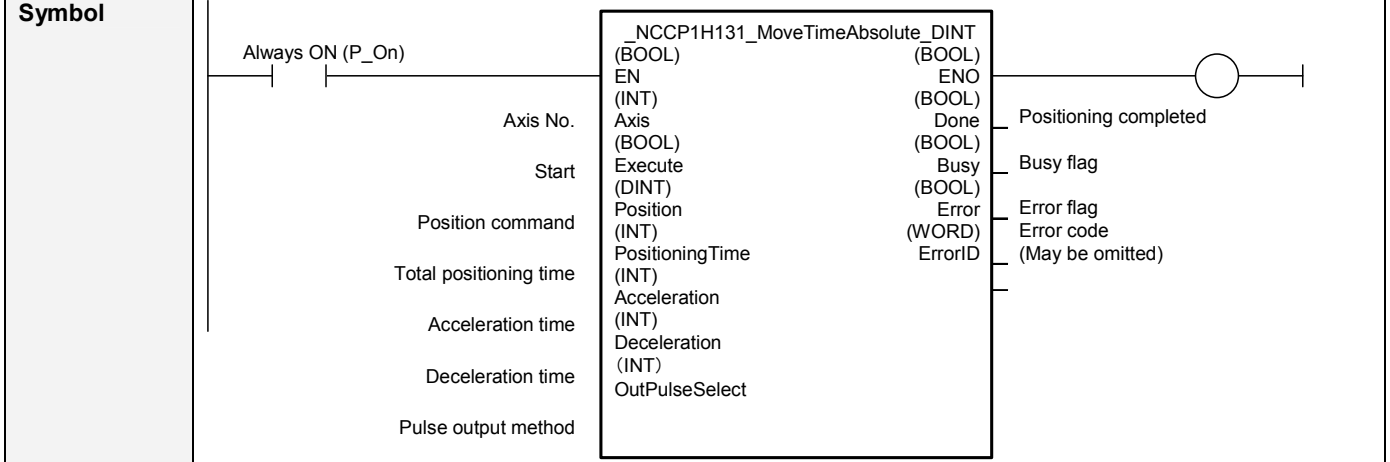 Symbol
Always ON (P_On)
_NCCP1H131_MoveTimeAbsolute_DINT
(BOOL) (BOOL)
EN ENO
(INT) (BOOL)
Axis No. Axis Done Positioning completed
(BOOL) (BOOL)
Start Execute Busy Busy flag
(DINT) (BOOL)
Position command Position Error Error flag
(INT) (WORD) Error code
Total positioning time PositioningTime ErrorID (May be omitted)
(INT)
Acceleration time Acceleration
(INT)
Deceleration time Deceleration
(INT)
Pulse output method OutPulseSelect